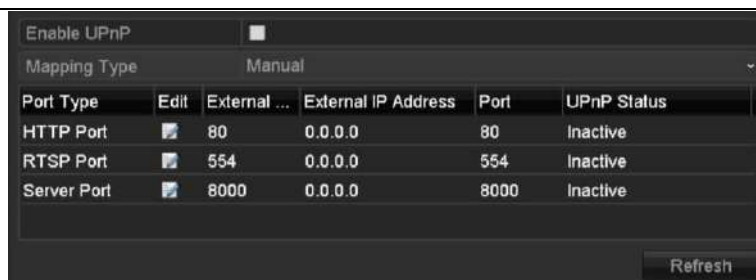 Enable UPnP
Mapping Type Manual
Port Type Edit External ... External IP Address Port UPnP Status
HTTP Port 80 0.0.0.0 80 Inactive
RTSP Port 554 0.0.0.0 554 Inactive
Server Port 8000 0.0.0.0 8000 Inactive
Refresh